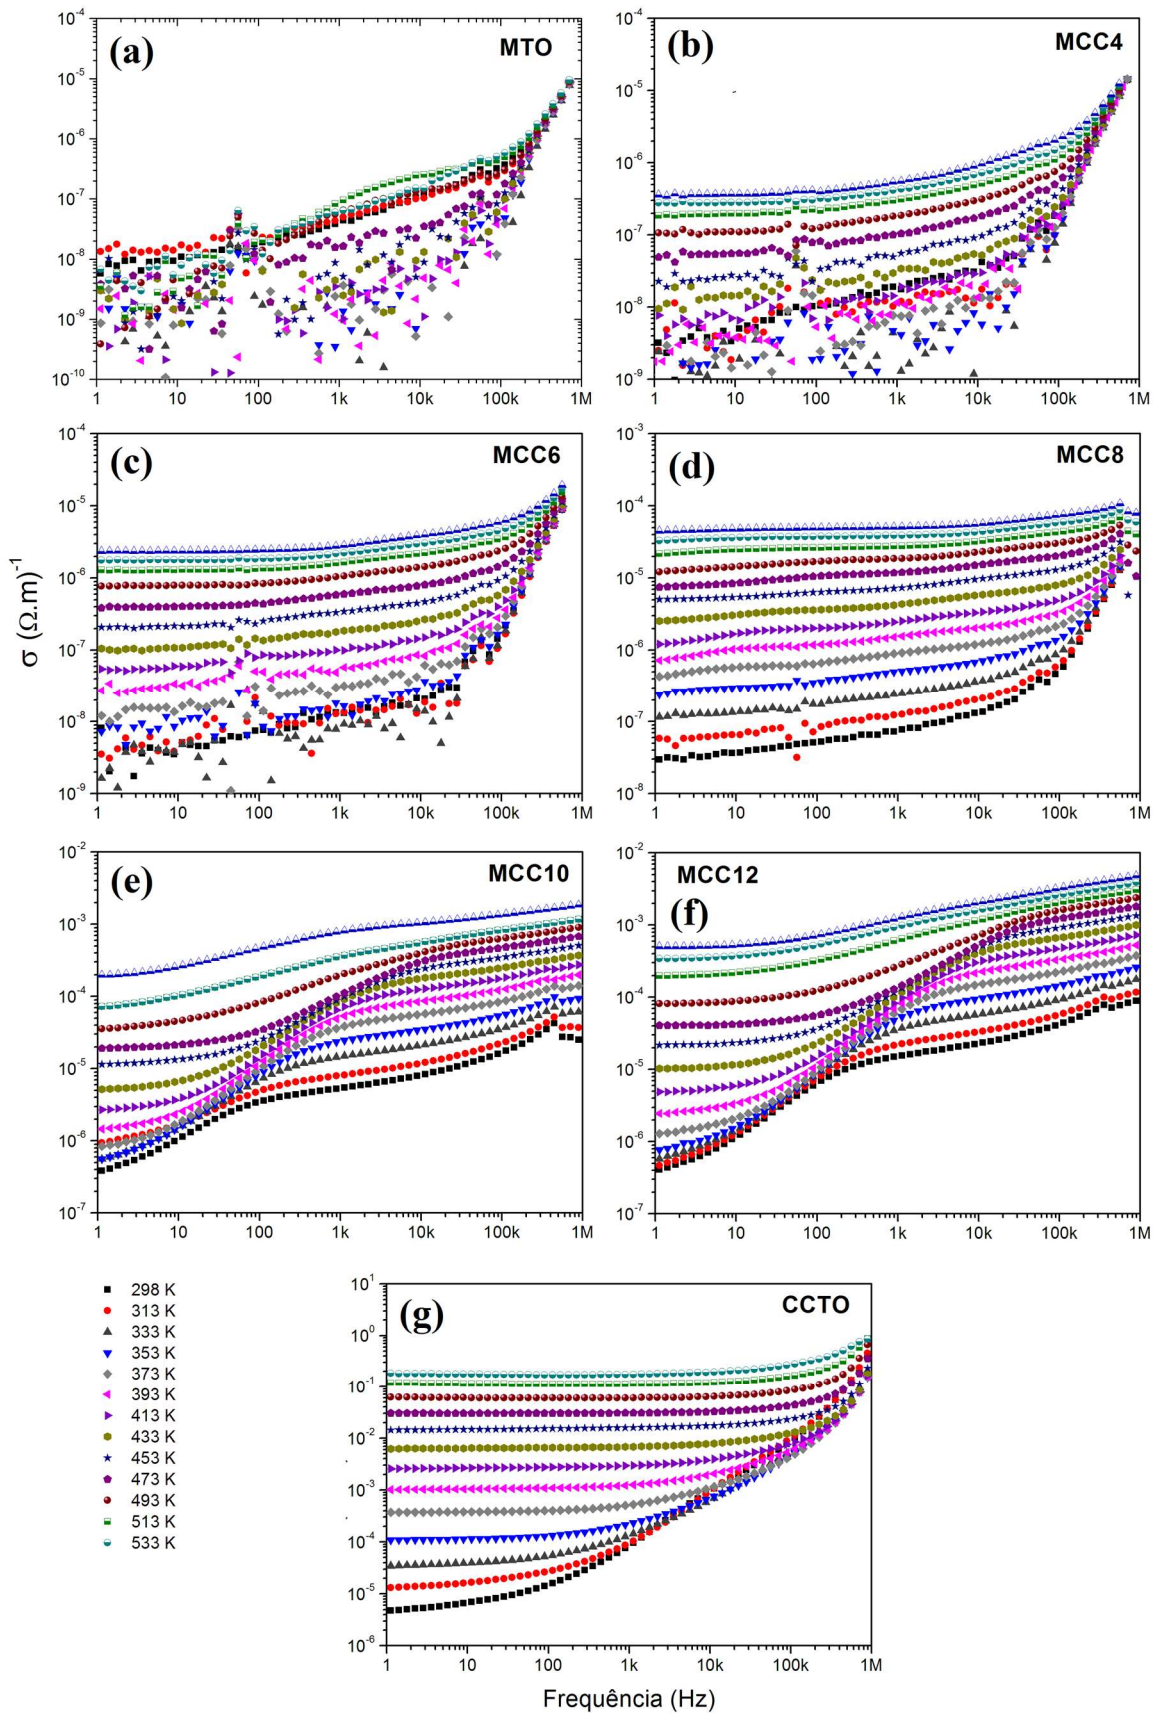 (a) MTO
10^-4
10^-5
10^-6
10^-7
10^-8
10^-9
10^-10
1 10 100 1k 10k 100k 1M
(b) MCC4
10^-4
10^-5
10^-6
10^-7
10^-8
10^-9
1 10 100 1k 10k 100k 1M
(c) MCC6
10^-4
10^-5
10^-6
10^-7
10^-8
10^-9
1 10 100 1k 10k 100k 1M
σ (Ω.m)^-1
(d) MCC8
10^-3
10^-4
10^-5
10^-6
10^-7
10^-8
1 10 100 1k 10k 100k 1M
(e) MCC10
10^-2
10^-3
10^-4
10^-5
10^-6
10^-7
1 10 100 1k 10k 100k 1M
MCC12
(f)
10^-2
10^-3
10^-4
10^-5
10^-6
10^-7
1 10 100 1k 10k 100k 1M
298 K
313 K
333 K
353 K
373 K
393 K
413 K
433 K
453 K
473 K
493 K
513 K
533 K
(g) CCTO
10^1
10^0
10^-1
10^-2
10^-3
10^-4
10^-5
10^-6
1 10 100 1k 10k 100k 1M
Frequência (Hz)